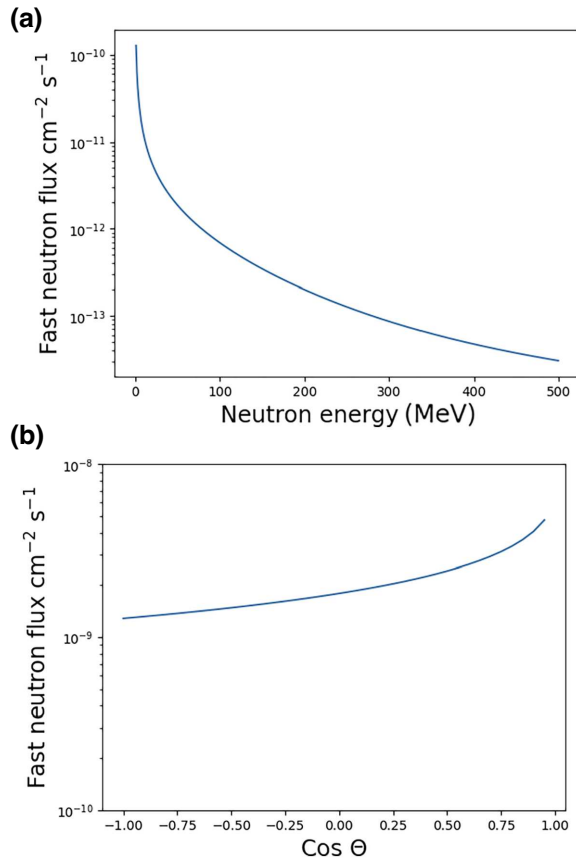 (a)
Fast neutron flux cm⁻² s⁻¹
10⁻¹⁰
10⁻¹¹
10⁻¹²
10⁻¹³
0 100 200 300 400 500
Neutron energy (MeV)
(b)
Fast neutron flux cm⁻² s⁻¹
10⁻⁸
10⁻⁹
10⁻¹⁰
−1.00 −0.75 −0.50 −0.25 0.00 0.25 0.50 0.75 1.00
Cos Θ